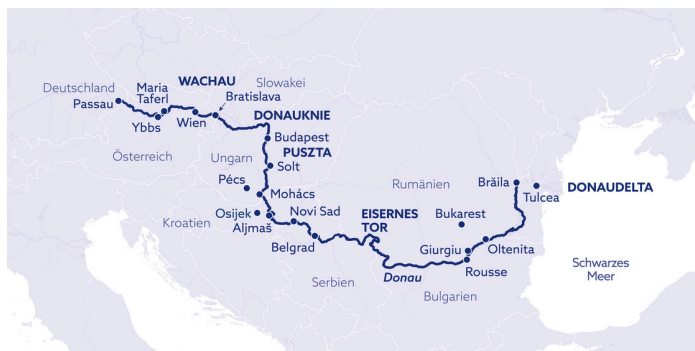 WACHAU
Deutschland
Maria
Taferl
Slowakei
Passau
Bratislava
Ybbs
Wien
DONAUKNIE
Budapest
Österreich
Ungarn
PUSZTA
Solt
Pécs
Rumänien
Brăila
DONAUDELTA
Mohács
Tulcea
Osijek
Novi Sad
EISERNES
TOR
Bukarest
Kroatien
Aljmaš
Belgrad
Giurgiu
Oltenita
Schwarzes
Meer
Serbien
Donau
Rousse
Bulgarien